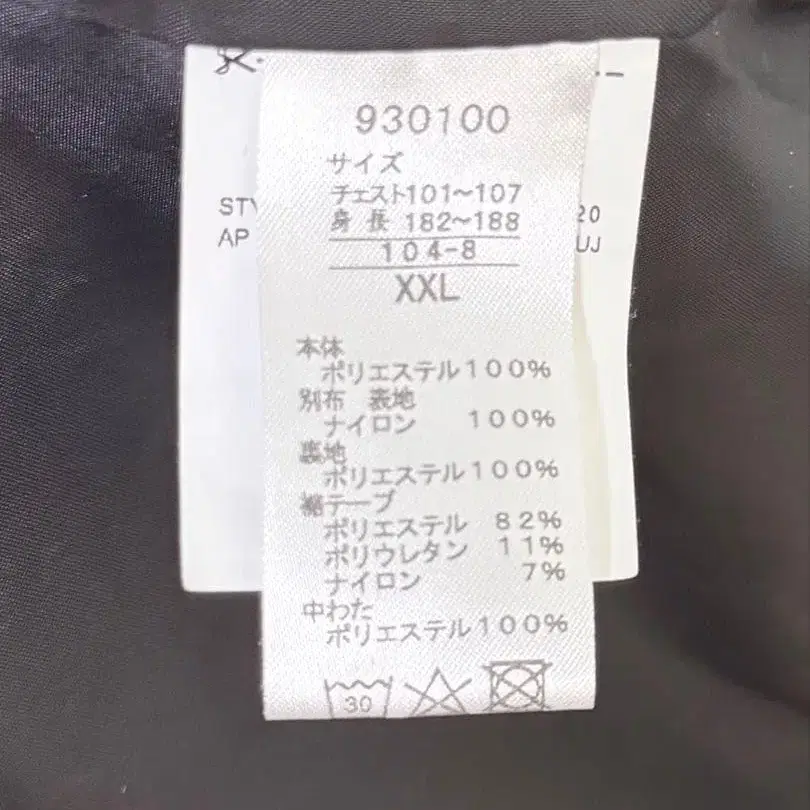 930100
サイズ
チェスト101～107
身長 182～188
104-8
XXL
STY
20
AP
UJ
本体
ポリエステル100%
別布 表地
ナイロン 100%
裏地
ポリエステル100%
裾テープ
ポリエステル 82%
ポリウレタン 11%
ナイロン 7%
中わた
ポリエステル100%
30